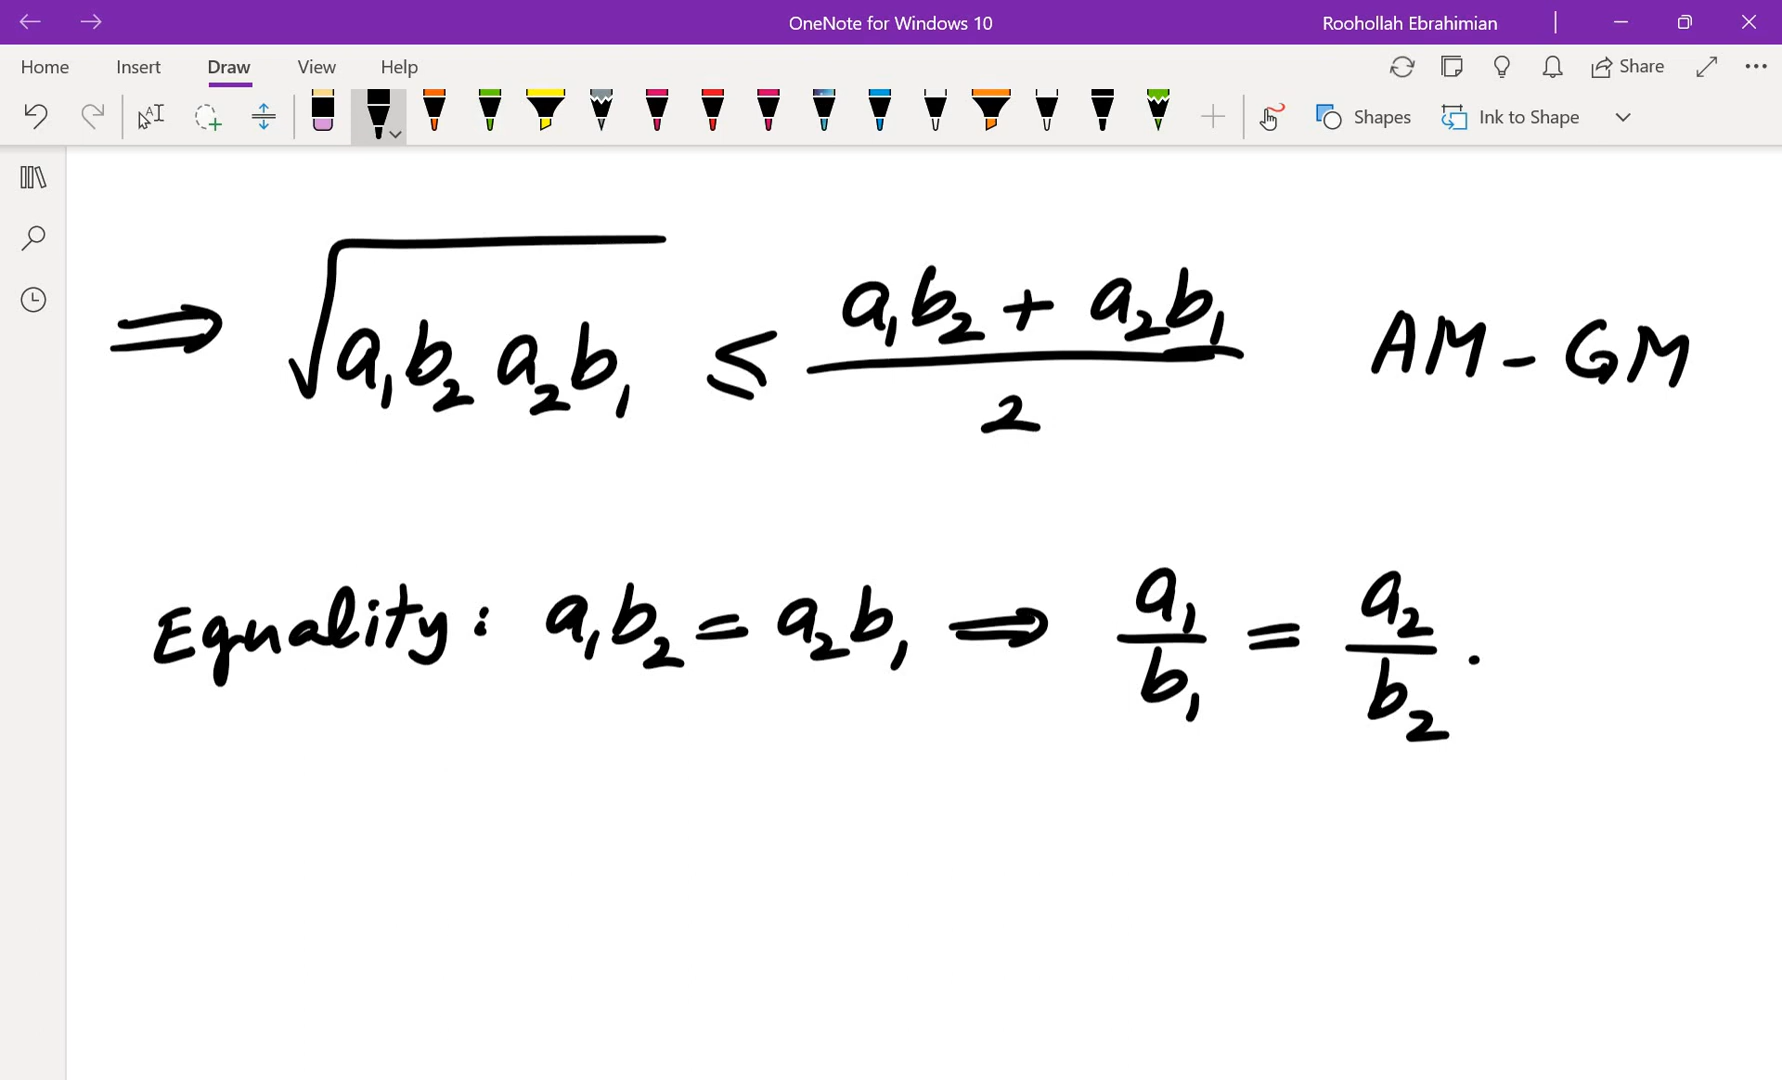 OneNote for Windows 10 Roohollah Ebrahimian
Home Insert Draw View Help Share
Shapes Ink to Shape
⇒ √(a₁b₂ a₂b₁) ≤ (a₁b₂ + a₂b₁)/2 AM-GM
Equality: a₁b₂ = a₂b₁ ⇒ a₁/b₁ = a₂/b₂.